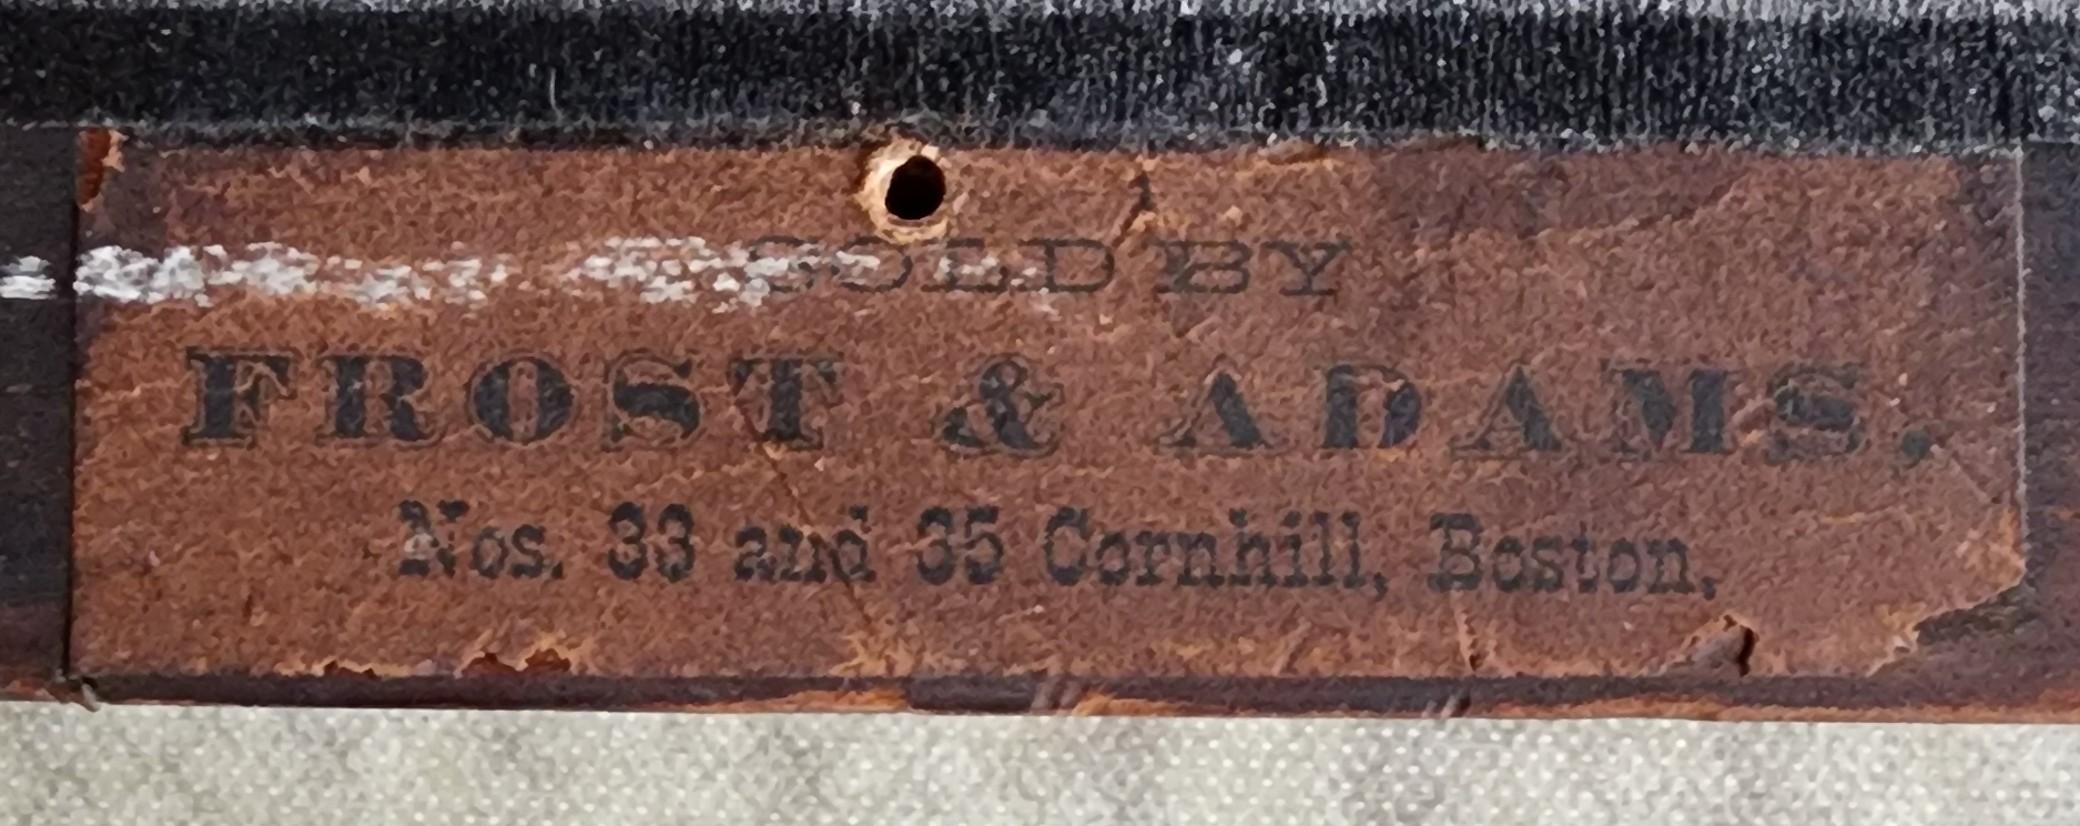 SOLD BY
FROST & ADAMS,
Nos. 33 and 35 Cornhill, Boston,